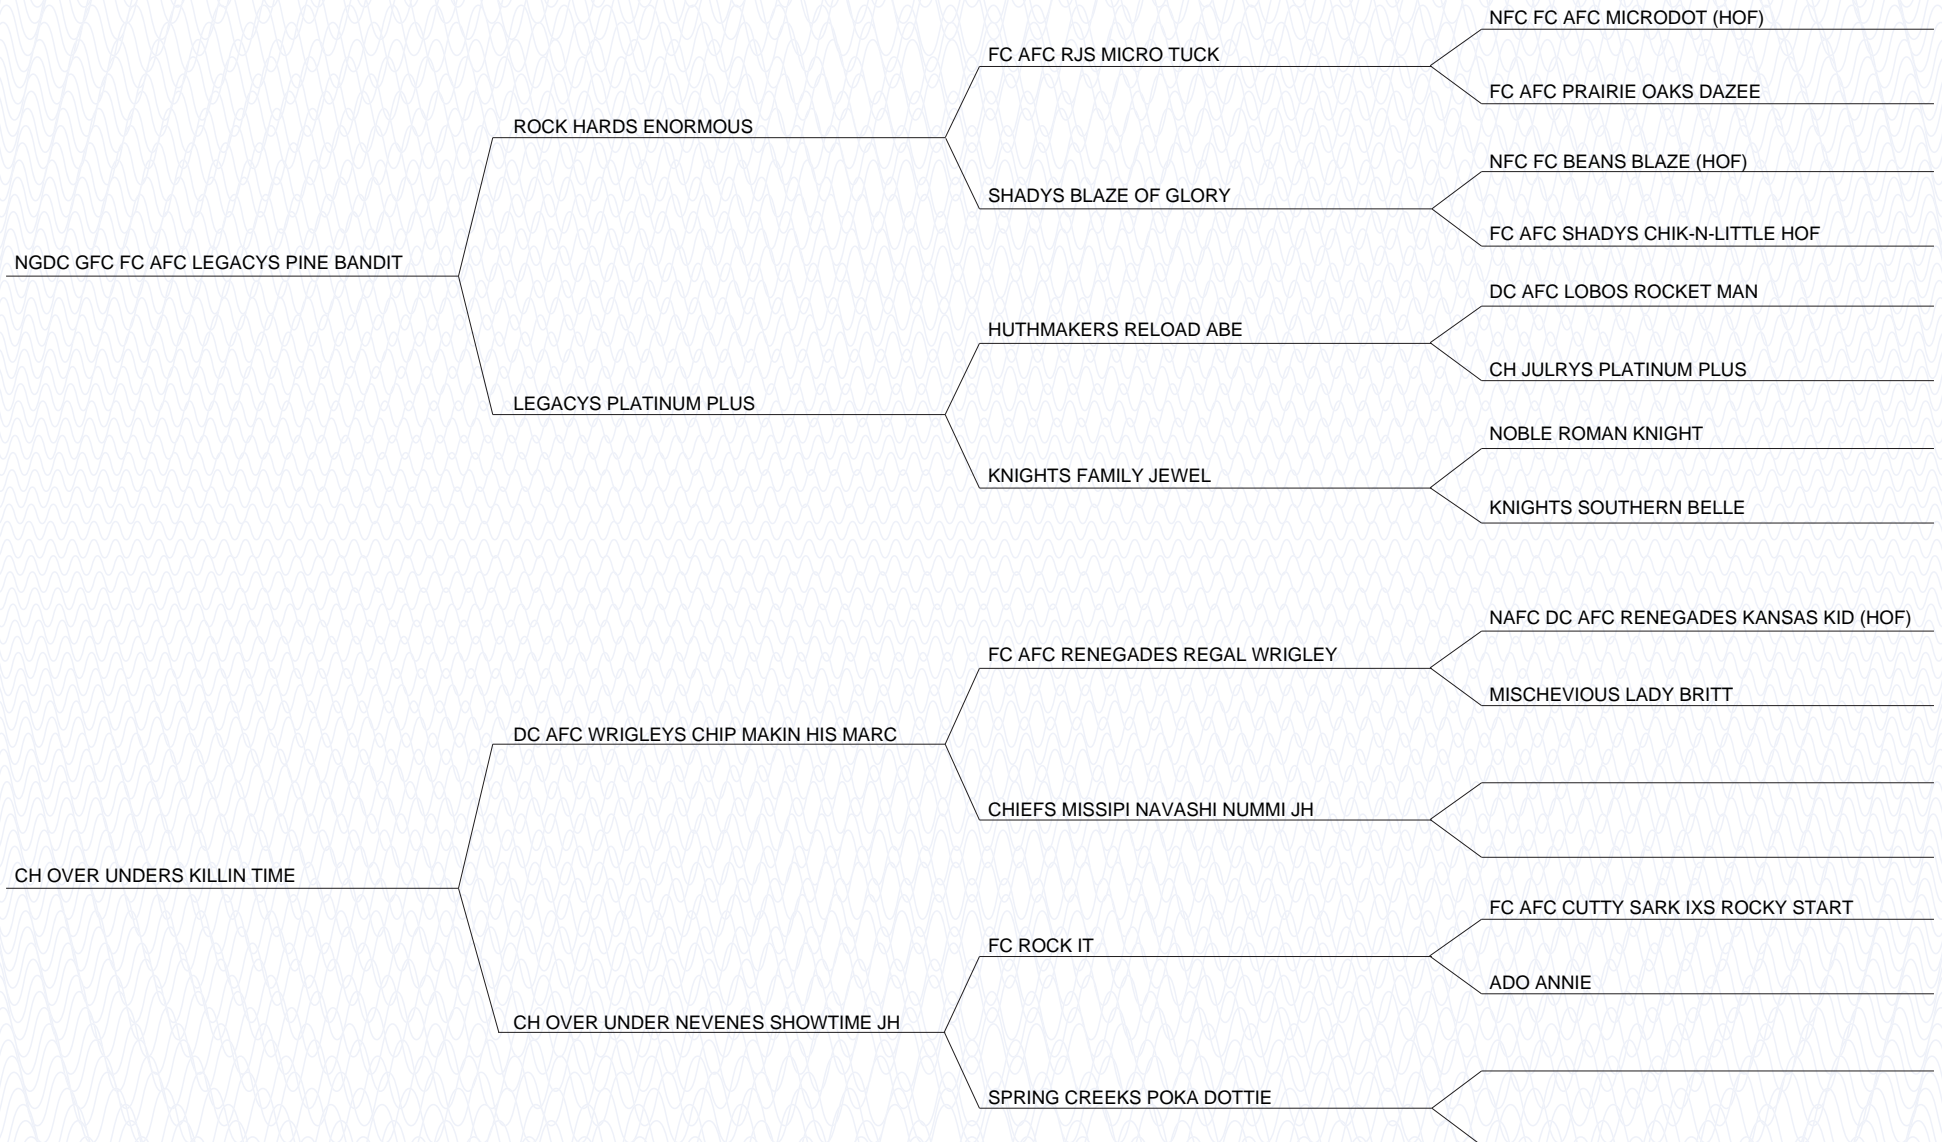 NFC FC AFC MICRODOT (HOF)
FC AFC RJS MICRO TUCK
FC AFC PRAIRIE OAKS DAZEE
ROCK HARDS ENORMOUS
NFC FC BEANS BLAZE (HOF)
SHADYS BLAZE OF GLORY
FC AFC SHADYS CHIK-N-LITTLE HOF
NGDC GFC FC AFC LEGACYS PINE BANDIT
DC AFC LOBOS ROCKET MAN
HUTHMAKERS RELOAD ABE
CH JULRYS PLATINUM PLUS
LEGACYS PLATINUM PLUS
NOBLE ROMAN KNIGHT
KNIGHTS FAMILY JEWEL
KNIGHTS SOUTHERN BELLE
NAFC DC AFC RENEGADES KANSAS KID (HOF)
FC AFC RENEGADES REGAL WRIGLEY
MISCHEVIOUS LADY BRITT
DC AFC WRIGLEYS CHIP MAKIN HIS MARC
CHIEFS MISSIPI NAVASHI NUMMI JH
CH OVER UNDERS KILLIN TIME
FC AFC CUTTY SARK IXS ROCKY START
FC ROCK IT
ADO ANNIE
CH OVER UNDER NEVENES SHOWTIME JH
SPRING CREEKS POKA DOTTIE